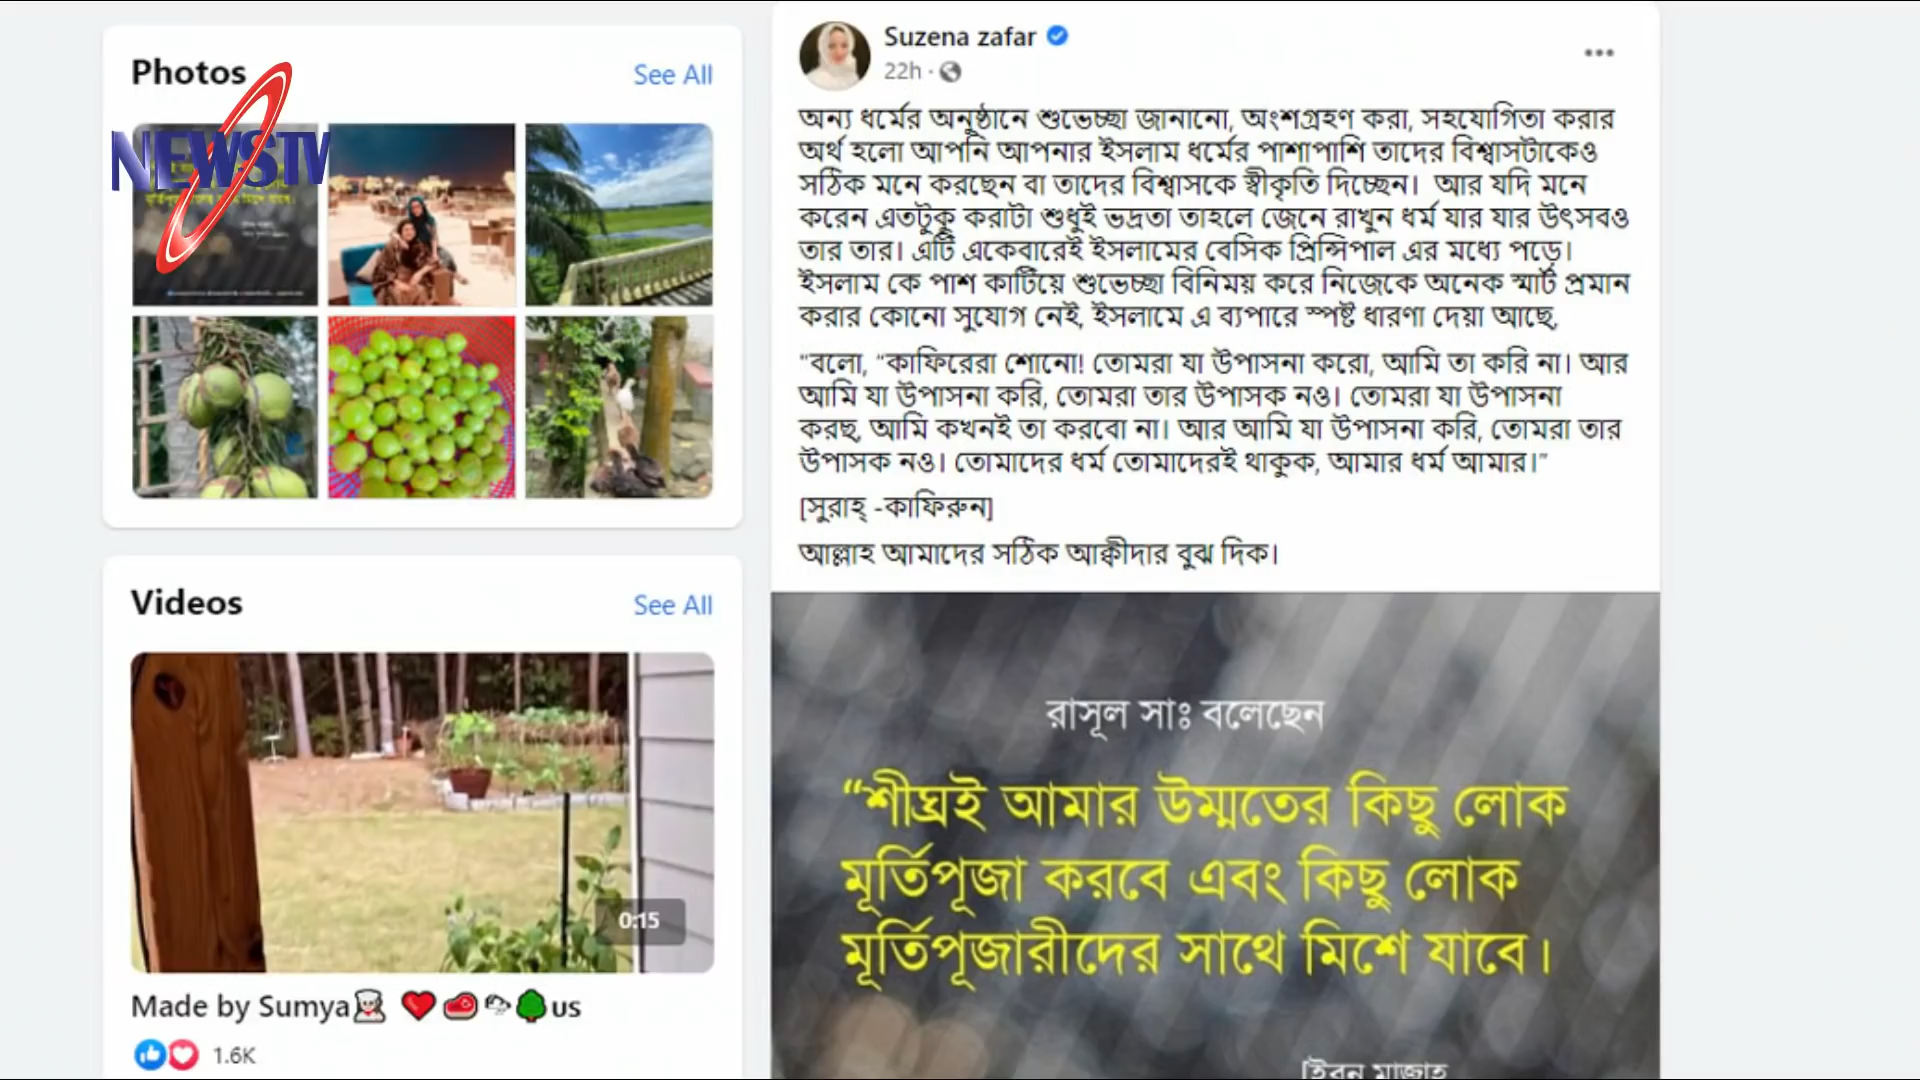 Photos
See All
NEWSTV
Videos
See All
0:15
Made by Sumya us
1.6K
Suzena zafar
22h
অন্য ধর্মের অনুষ্ঠানে শুভেচ্ছা জানানো, অংশগ্রহণ করা, সহযোগিতা করার
অর্থ হলো আপনি আপনার ইসলাম ধর্মের পাশাপাশি তাদের বিশ্বাসটাকেও
সঠিক মনে করছেন বা তাদের বিশ্বাসকে স্বীকৃতি দিচ্ছেন। আর যদি মনে
করেন এতটুকু করাটা শুধুই ভদ্রতা তাহলে জেনে রাখুন ধর্ম যার যার উৎসবও
তার তার। এটি একেবারেই ইসলামের বেসিক প্রিন্সিপাল এর মধ্যে পড়ে।
ইসলাম কে পাশ কাটিয়ে শুভেচ্ছা বিনিময় করে নিজেকে অনেক স্মার্ট প্রমান
করার কোনো সুযোগ নেই, ইসলামে এ ব্যপারে স্পষ্ট ধারণা দেয়া আছে,
"বলো, "কাফিরেরা শোনো! তোমরা যা উপাসনা করো, আমি তা করি না। আর
আমি যা উপাসনা করি, তোমরা তার উপাসক নও। তোমরা যা উপাসনা
করছ, আমি কখনই তা করবো না। আর আমি যা উপাসনা করি, তোমরা তার
উপাসক নও। তোমাদের ধর্ম তোমাদেরই থাকুক, আমার ধর্ম আমার।"
[সুরাহ্ -কাফিরুন]
আল্লাহ আমাদের সঠিক আক্বীদার বুঝ দিক।
রাসূল সাঃ বলেছেন
"শীঘ্রই আমার উম্মতের কিছু লোক
মূর্তিপূজা করবে এবং কিছু লোক
মূর্তিপূজারীদের সাথে মিশে যাবে।
[ইবন মাজাহ